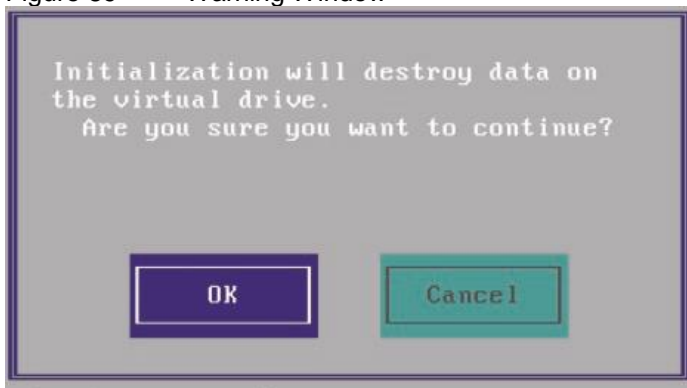 Initialization will destroy data on
the virtual drive.
Are you sure you want to continue?
OK
Cancel